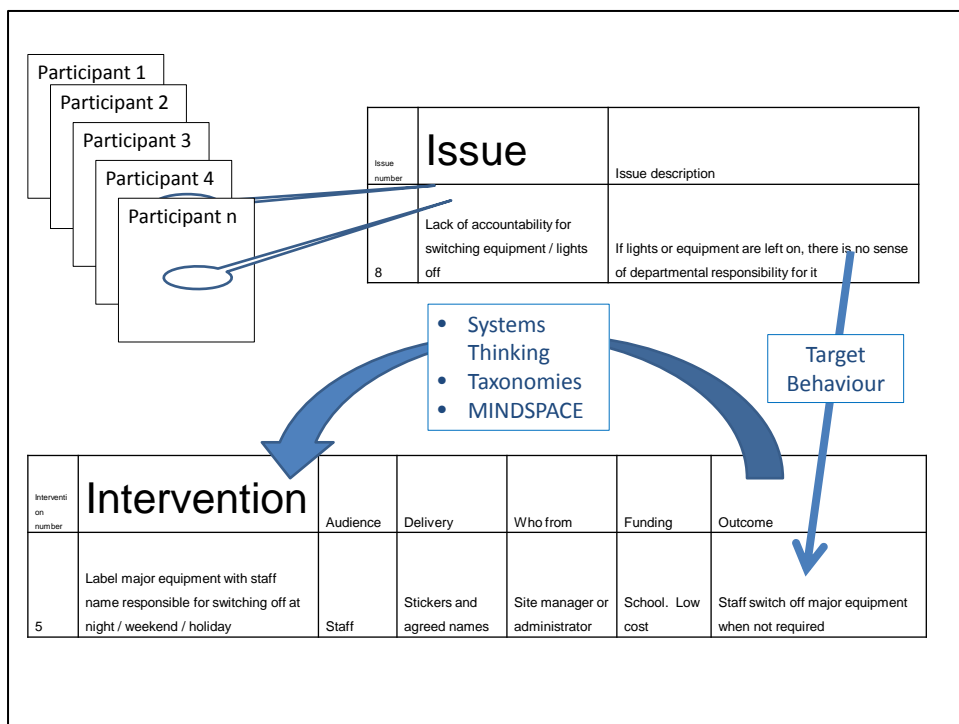 Participant 1
Participant 2
Participant 3
Participant 4
Participant n
Issue
number
Issue
Issue description
8
Lack of accountability for
switching equipment / lights
off
If lights or equipment are left on, there is no sense
of departmental responsibility for it
• Systems
Thinking
• Taxonomies
• MINDSPACE
Target
Behaviour
Interventi
on
number
Intervention
Audience
Delivery
Who from
Funding
Outcome
5
Label major equipment with staff
name responsible for switching off at
night / weekend / holiday
Staff
Stickers and
agreed names
Site manager or
administrator
School. Low
cost
Staff switch off major equipment
when not required